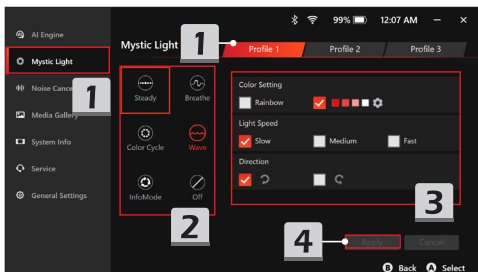 99% 12:07 AM
AI Engine
Mystic Light
1
Profile 1
Profile 2
Profile 3
Mystic Light
1
Noise Cance
Media Gallery
System Info
Service
General Settings
Steady
Breathe
Color Cycle
Wave
InfoMode
Off
2
Color Setting
Rainbow
Light Speed
Slow
Medium
Fast
Direction
3
4
Apply
Cancel
B Back A Select